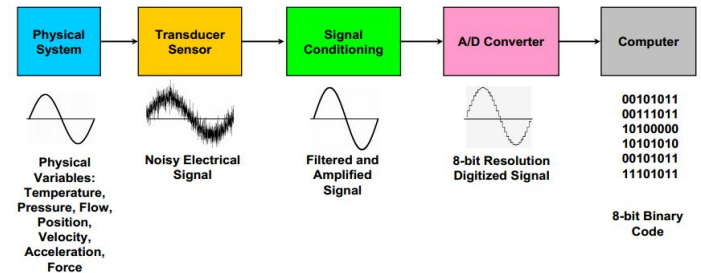 Physical
System
Transducer
Sensor
Signal
Conditioning
A/D Converter
Computer
Physical
Variables:
Temperature,
Pressure, Flow,
Position,
Velocity,
Acceleration,
Force
Noisy Electrical
Signal
Filtered and
Amplified
Signal
8-bit Resolution
Digitized Signal
00101011
00111011
10100000
10101010
00101011
11101011
8-bit Binary
Code